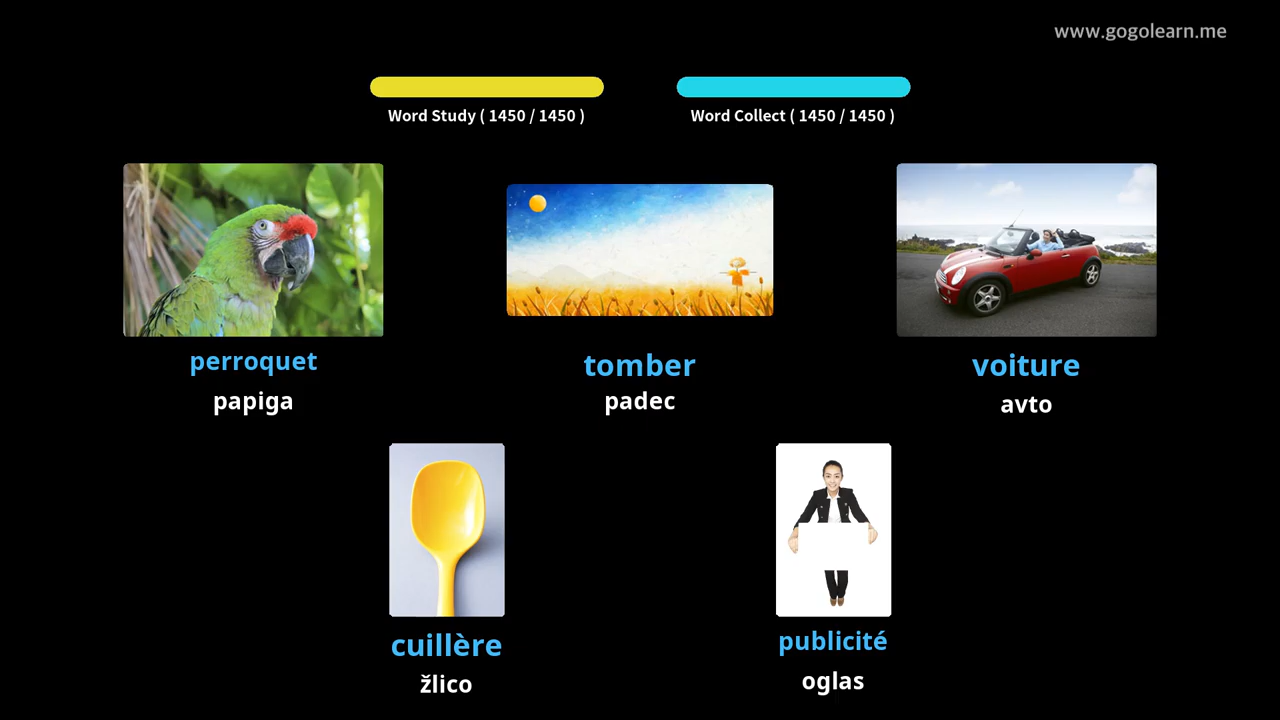 www.gogolearn.me
Word Study ( 1450 / 1450 )
Word Collect ( 1450 / 1450 )
perroquet
papiga
tomber
padec
voiture
avto
cuillère
žlico
publicité
oglas